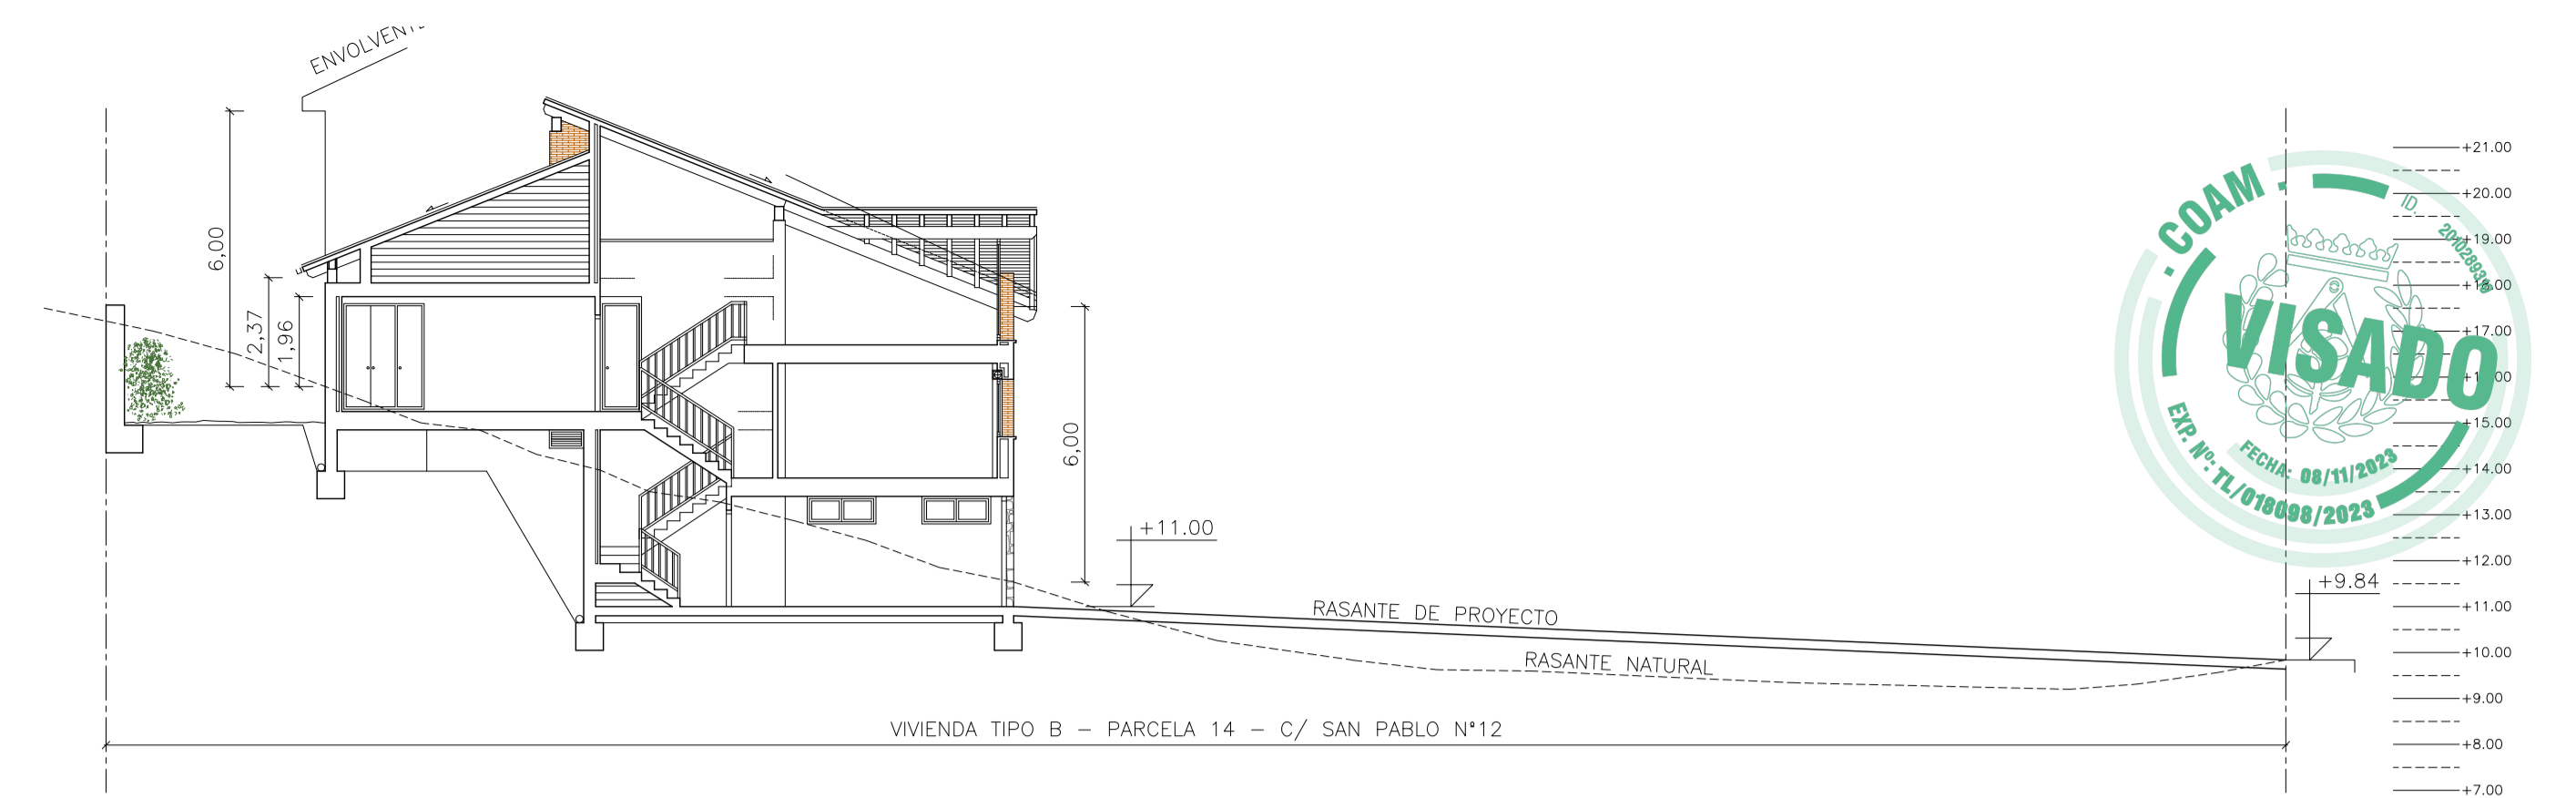 ENVOLVENTE
6,00
2,37
1,96
6,00
+11.00
RASANTE DE PROYECTO
RASANTE NATURAL
+9.84
VIVIENDA TIPO B – PARCELA 14 – C/ SAN PABLO Nº12
. COAM .
ID.
VISADO
FECHA: 08/11/2023
EXP. Nº: TL/018098/2023
+21.00
+20.00
+19.00
+18.00
+17.00
+16.00
+15.00
+14.00
+13.00
+12.00
+11.00
+10.00
+9.00
+8.00
+7.00